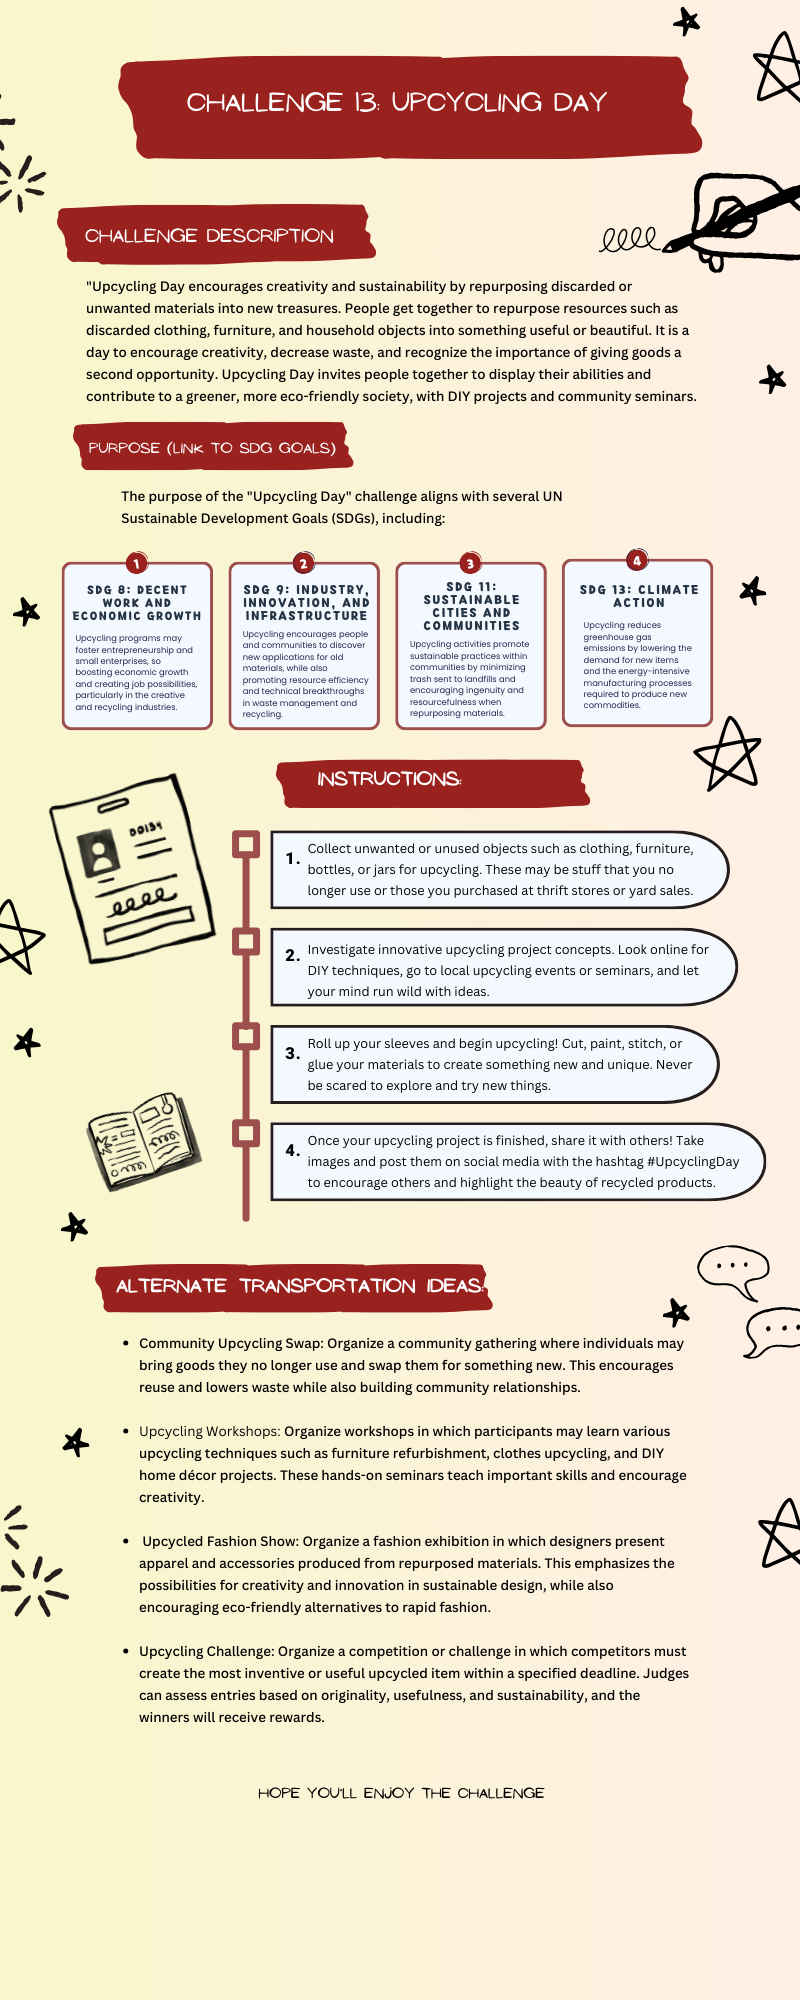 CHALLENGE 13: UPCYCLING DAY
CHALLENGE DESCRIPTION
"Upcycling Day encourages creativity and sustainability by repurposing discarded or
unwanted materials into new treasures. People get together to repurpose resources such as
discarded clothing, furniture, and household objects into something useful or beautiful. It is a
day to encourage creativity, decrease waste, and recognize the importance of giving goods a
second opportunity. Upcycling Day invites people together to display their abilities and
contribute to a greener, more eco-friendly society, with DIY projects and community seminars.
PURPOSE (LINK TO SDG GOALS)
The purpose of the "Upcycling Day" challenge aligns with several UN
Sustainable Development Goals (SDGs), including:
1
SDG 8: DECENT
WORK AND
ECONOMIC GROWTH
Upcycling programs may
foster entrepreneurship and
small enterprises, so
boosting economic growth
and creating job possibilities,
particularly in the creative
and recycling industries.
2
SDG 9: INDUSTRY,
INNOVATION, AND
INFRASTRUCTURE
Upcycling encourages people
and communities to discover
new applications for old
materials, while also
promoting resource efficiency
and technical breakthroughs
in waste management and
recycling.
3
SDG 11:
SUSTAINABLE
CITIES AND
COMMUNITIES
Upcycling activities promote
sustainable practices within
communities by minimizing
trash sent to landfills and
encouraging ingenuity and
resourcefulness when
repurposing materials.
4
SDG 13: CLIMATE
ACTION
Upcycling reduces
greenhouse gas
emissions by lowering the
demand for new items
and the energy-intensive
manufacturing processes
required to produce new
commodities.
INSTRUCTIONS:
1. Collect unwanted or unused objects such as clothing, furniture,
bottles, or jars for upcycling. These may be stuff that you no
longer use or those you purchased at thrift stores or yard sales.
2. Investigate innovative upcycling project concepts. Look online for
DIY techniques, go to local upcycling events or seminars, and let
your mind run wild with ideas.
3. Roll up your sleeves and begin upcycling! Cut, paint, stitch, or
glue your materials to create something new and unique. Never
be scared to explore and try new things.
4. Once your upcycling project is finished, share it with others! Take
images and post them on social media with the hashtag #UpcyclingDay
to encourage others and highlight the beauty of recycled products.
ALTERNATE TRANSPORTATION IDEAS:
• Community Upcycling Swap: Organize a community gathering where individuals may
bring goods they no longer use and swap them for something new. This encourages
reuse and lowers waste while also building community relationships.
• Upcycling Workshops: Organize workshops in which participants may learn various
upcycling techniques such as furniture refurbishment, clothes upcycling, and DIY
home décor projects. These hands-on seminars teach important skills and encourage
creativity.
• Upcycled Fashion Show: Organize a fashion exhibition in which designers present
apparel and accessories produced from repurposed materials. This emphasizes the
possibilities for creativity and innovation in sustainable design, while also
encouraging eco-friendly alternatives to rapid fashion.
• Upcycling Challenge: Organize a competition or challenge in which competitors must
create the most inventive or useful upcycled item within a specified deadline. Judges
can assess entries based on originality, usefulness, and sustainability, and the
winners will receive rewards.
HOPE YOU'LL ENJOY THE CHALLENGE